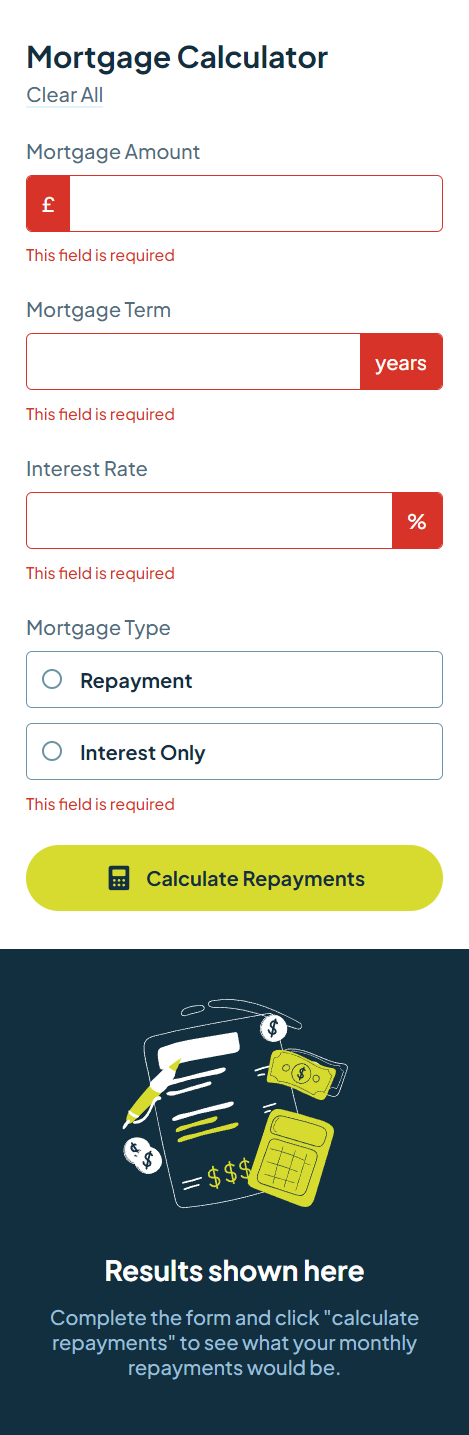 Mortgage Calculator
Clear All
Mortgage Amount
£
This field is required
Mortgage Term
years
This field is required
Interest Rate
%
This field is required
Mortgage Type
Repayment
Interest Only
This field is required
Calculate Repayments
$
$
$ $
$$$
Results shown here
Complete the form and click "calculate
repayments" to see what your monthly
repayments would be.